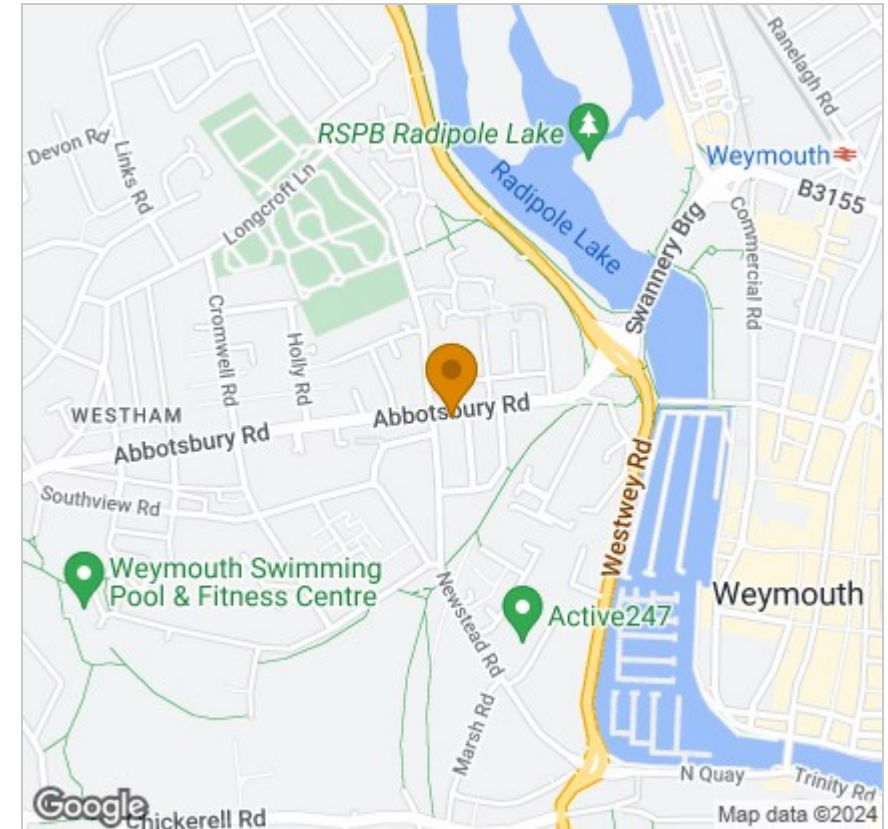 Ranelagh Rd
RSPB Radipole Lake
Weymouth
Devon Rd
Links Rd
Longcroft Ln
Radipole Lake
B3155
Swannery Brg
Commercial Rd
Cromwell Rd
Holly Rd
WESTHAM
Abbotsbury Rd
Abbotsbury Rd
Southview Rd
Westwey Rd
Weymouth Swimming
Pool & Fitness Centre
Newstead Rd
Active247
Weymouth
Marsh Rd
N Quay
Trinity Rd
Google
Chickerell Rd
Map data ©2024